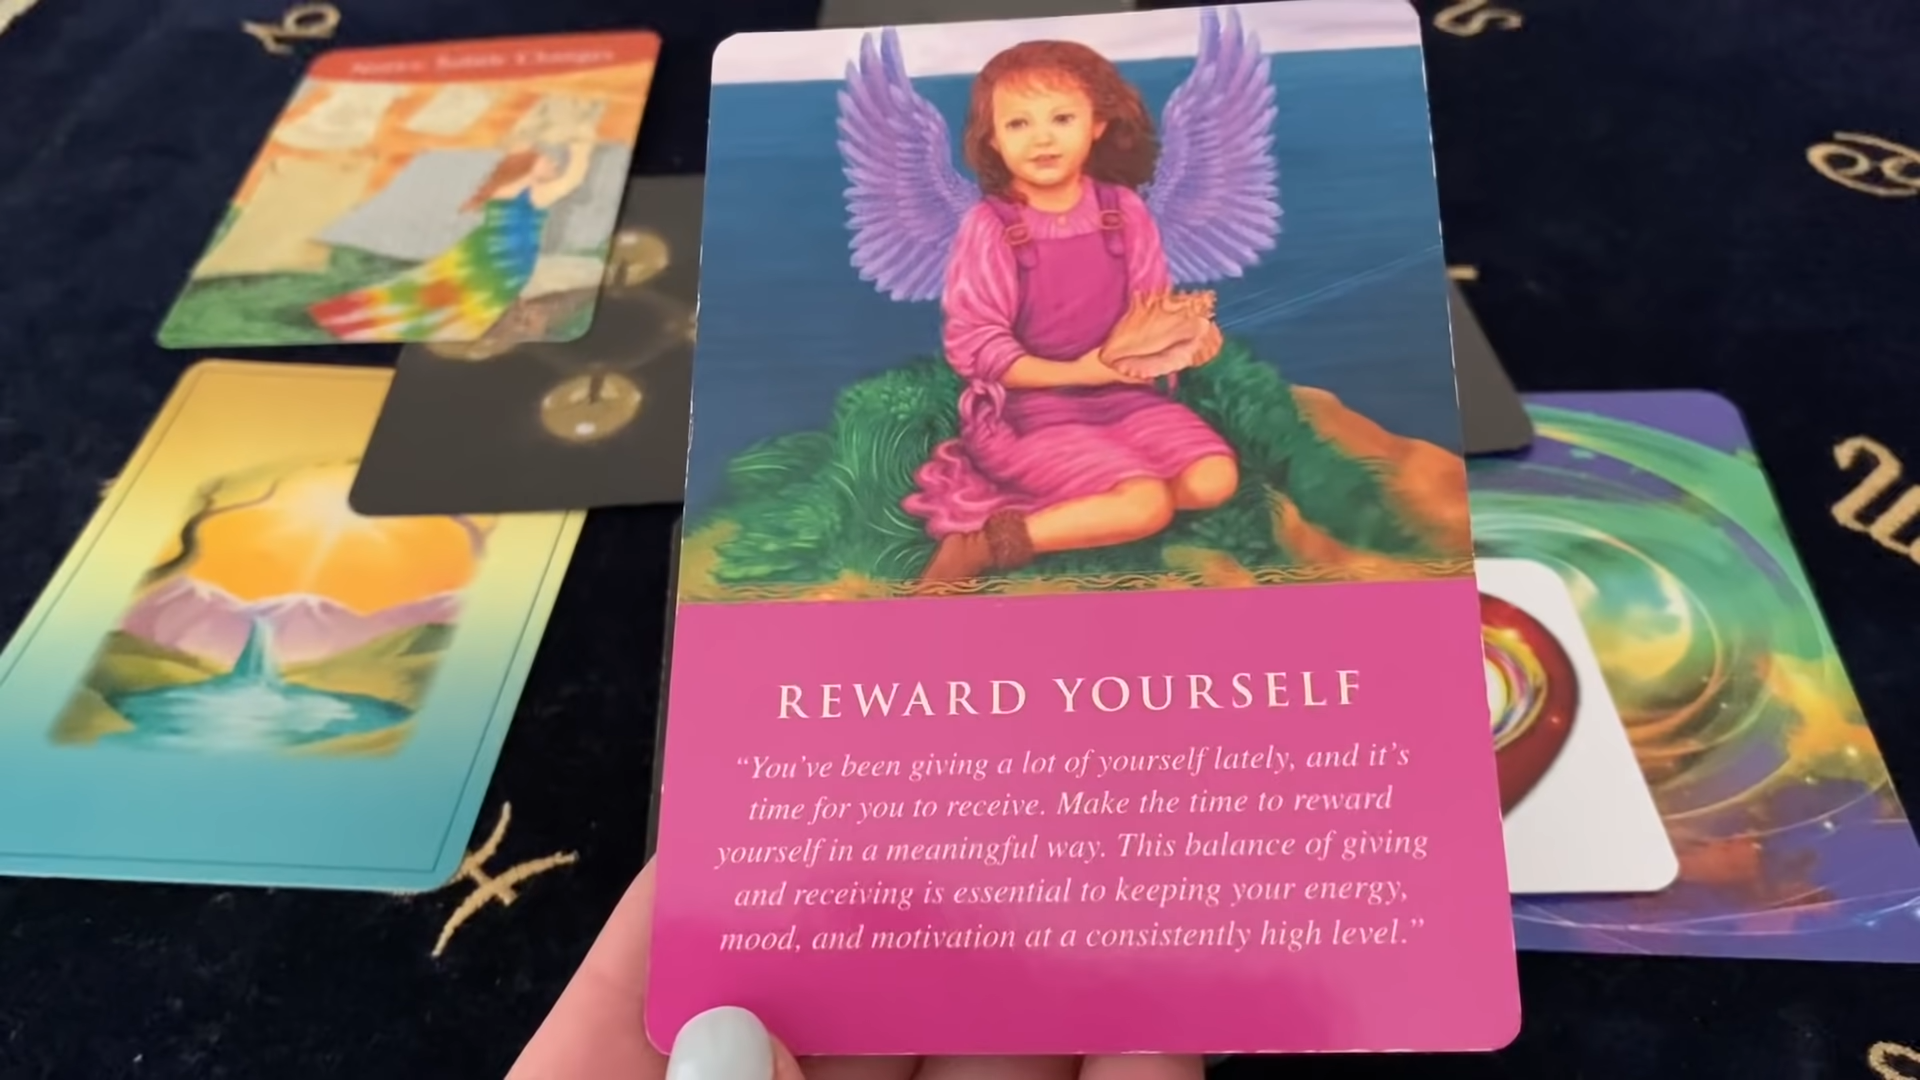 REWARD YOURSELF
“You’ve been giving a lot of yourself lately, and it’s
time for you to receive. Make the time to reward
yourself in a meaningful way. This balance of giving
and receiving is essential to keeping your energy,
mood, and motivation at a consistently high level.”